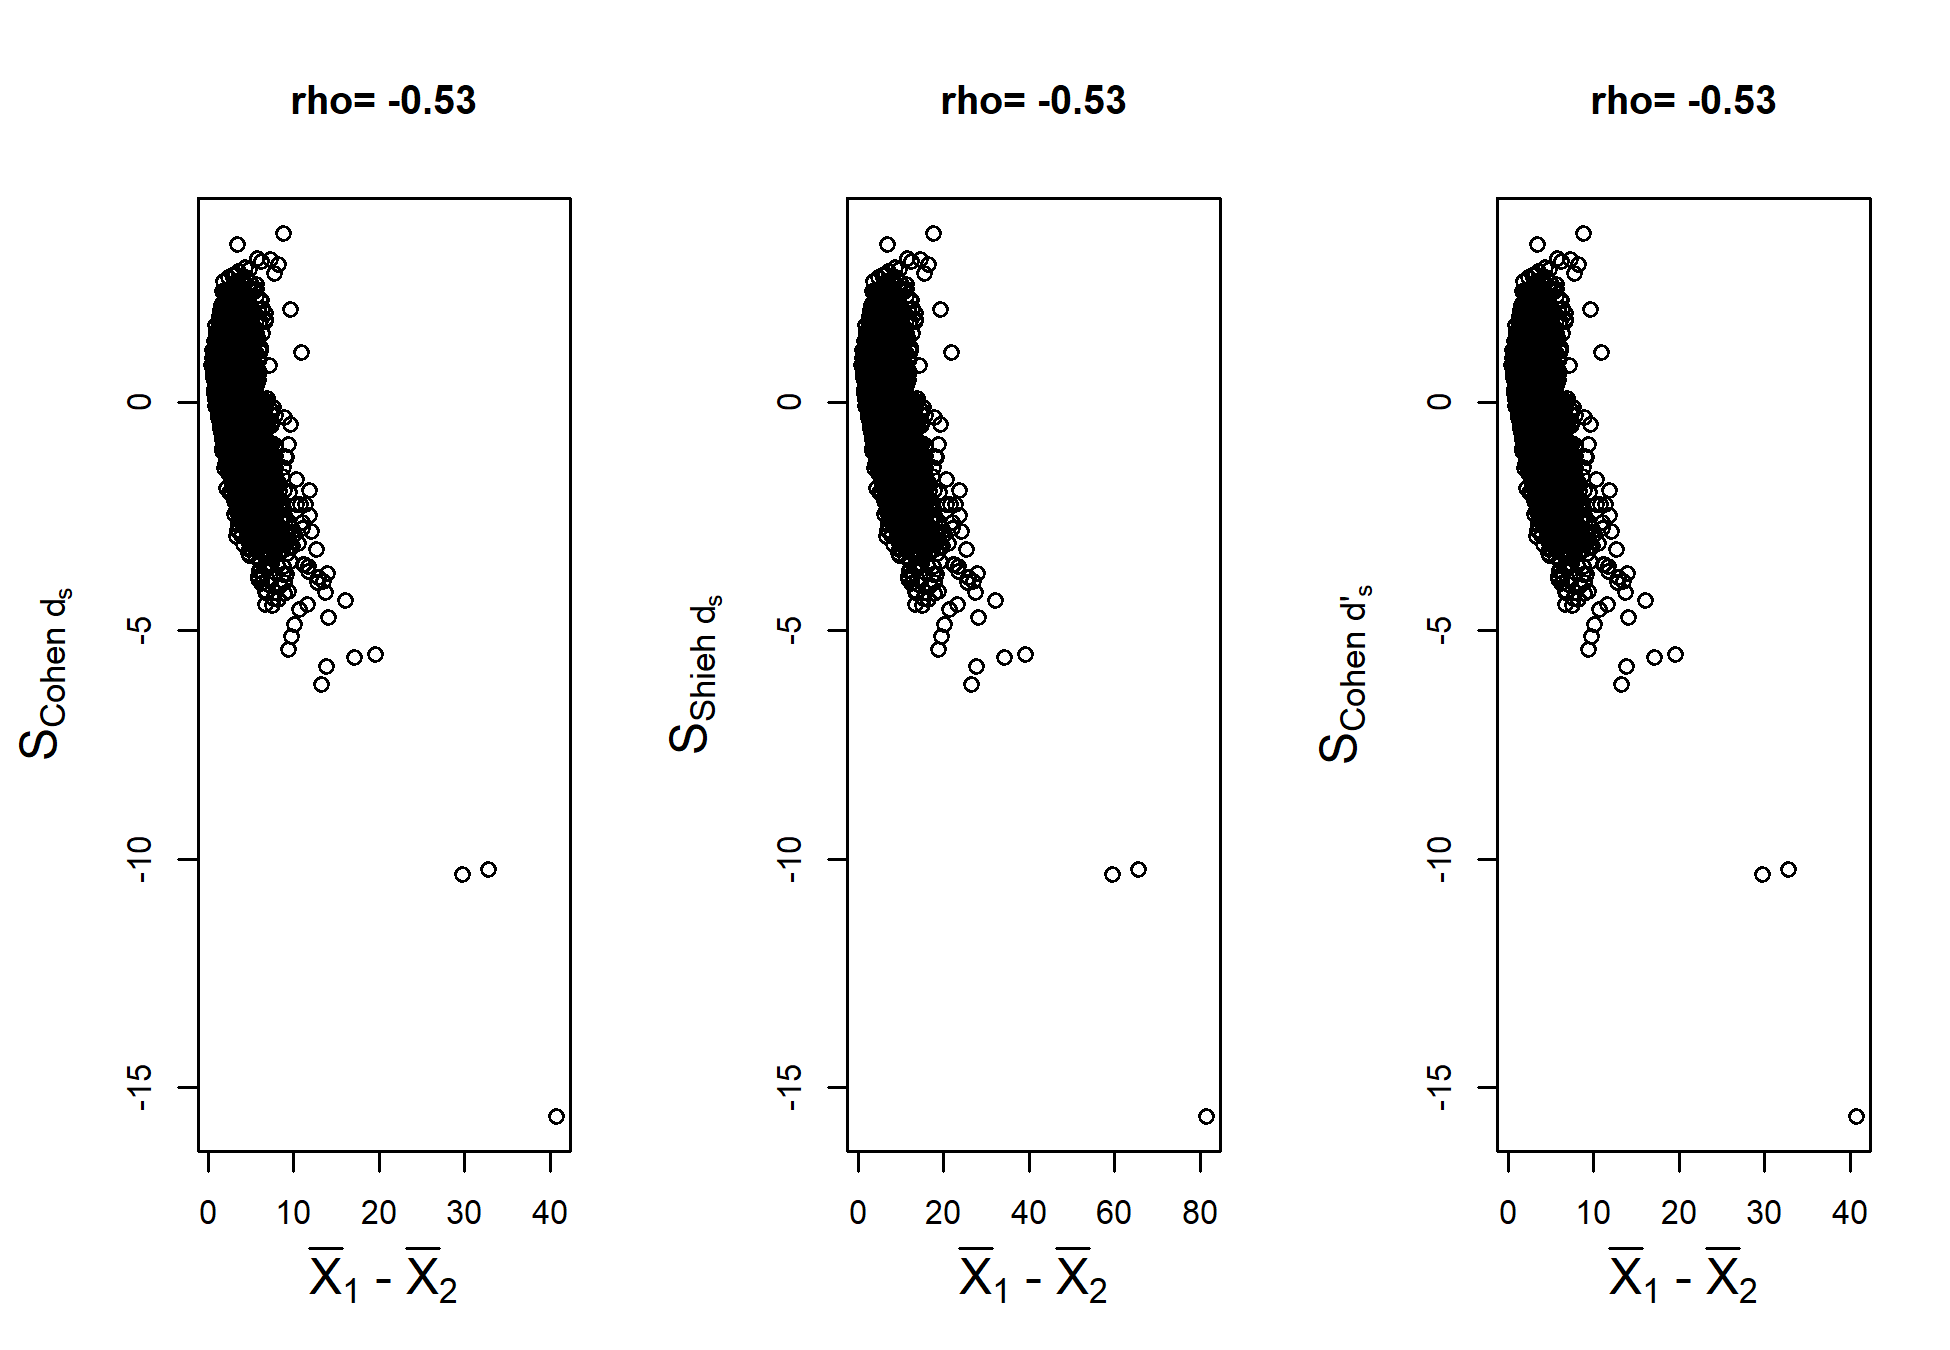 rho= -0.53
rho= -0.53
rho= -0.53
S_Cohen d_s
0
-5
-10
-15
0 10 20 30 40
X̅₁ - X̅₂
S_Shieh d_s
0
-5
-10
-15
0 20 40 60 80
X̅₁ - X̅₂
S_Cohen d'_s
0
-5
-10
-15
0 10 20 30 40
X̅₁ - X̅₂